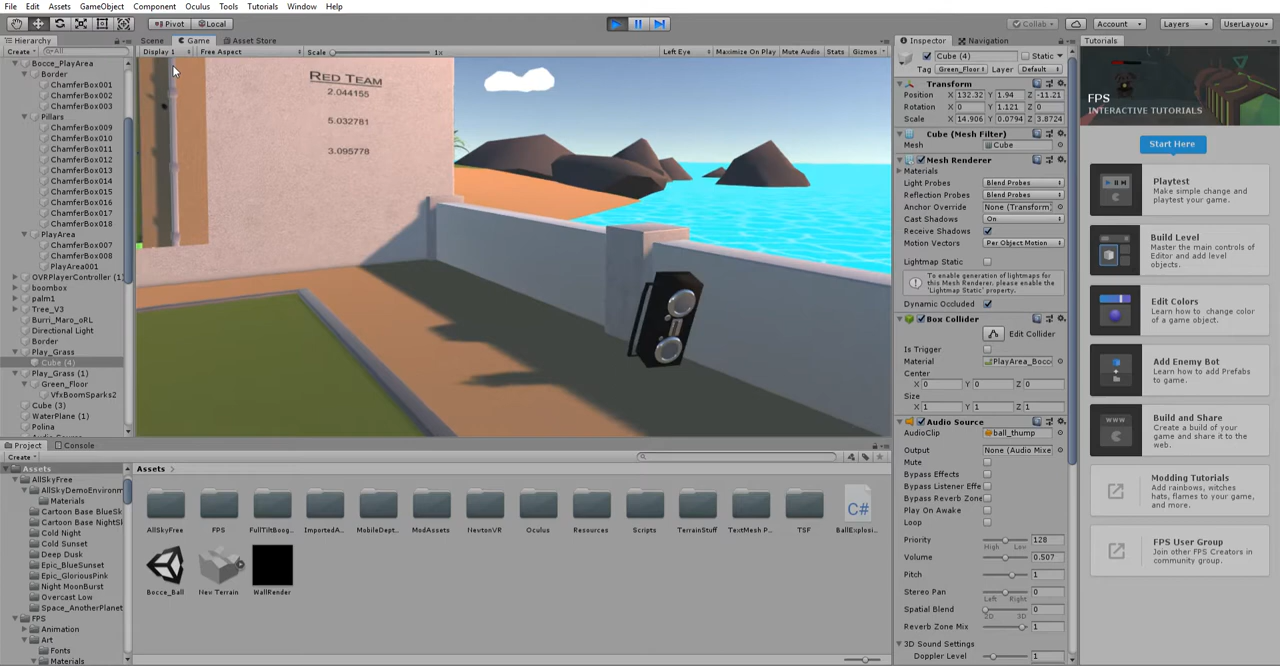 File Edit Assets GameObject Component Oculus Tools Tutorials Window Help
Pivot Local Collab Account Layers UserLayou
Hierarchy
Create All
Bocce_PlayArea
Border
ChamferBox001
ChamferBox002
ChamferBox003
Pillars
ChamferBox009
ChamferBox010
ChamferBox011
ChamferBox012
ChamferBox013
ChamferBox014
ChamferBox015
ChamferBox016
ChamferBox017
ChamferBox018
PlayArea
ChamferBox007
ChamferBox008
PlayArea001
OVRPlayerController (1)
boombox
palm1
Tree_V3
Burri_Maro_oRL
Directional Light
Border
Play_Grass
Cube (4)
Play_Grass (1)
Green_Floor
VfxBoomSparks2
Cube (3)
WaterPlane (1)
Polina
Scene Game Asset Store
Display 1 Free Aspect Scale 1x Left Eye Maximize On Play Mute Audio Stats Gizmos
RED TEAM
2.044155
5.032781
3.095778
Inspector Navigation
Cube (4) Static
Tag Green_Floor Layer Default
Transform
Position X 132.32 Y 1.94 Z -11.21
Rotation X 0 Y 1.121 Z 0
Scale X 14.906 Y 0.0794 Z 3.8724
Cube (Mesh Filter)
Mesh Cube
Mesh Renderer
Materials
Light Probes Blend Probes
Reflection Probes Blend Probes
Anchor Override None (Transform)
Cast Shadows On
Receive Shadows
Motion Vectors Per Object Motion
Lightmap Static
To enable generation of lightmaps for
this Mesh Renderer, please enable the
'Lightmap Static' property.
Dynamic Occluded
Box Collider
Edit Collider
Is Trigger
Material PlayArea_Bocc
Center
X 0 Y 0 Z 0
Size
X 1 Y 1 Z 1
Audio Source
AudioClip ball_thump
Output None (Audio Mixe
Mute
Bypass Effects
Bypass Listener Effe
Bypass Reverb Zone
Play On Awake
Loop
Priority 128
High Low
Volume 0.507
Pitch 1
Stereo Pan 0
Left Right
Spatial Blend 0
2D 3D
Reverb Zone Mix 1
3D Sound Settings
Doppler Level 1
Tutorials
FPS
INTERACTIVE TUTORIALS
Start Here
Playtest
Make simple change and
playtest your game.
Build Level
Master the main controls of
Editor and add level
objects.
Edit Colors
Learn how to change color
of a game object.
Add Enemy Bot
Learn how to add Prefabs
to game.
WWW
Build and Share
Create a build of your
game and share it to the
web.
Modding Tutorials
Add rainbows, witches
hats, flames to your game,
and more.
FPS User Group
Join other FPS Creators in
community group.
Project Console
Create
Assets
AllSkyFree
AllSkyDemoEnvironm
Materials
Cartoon Base BlueSk
Cartoon Base NightSk
Cold Night
Cold Sunset
Deep Dusk
Epic_BlueSunset
Epic_GloriousPink
Night MoonBurst
Overcast Low
Space_AnotherPlanet
FPS
Animation
Art
Fonts
Materials
Assets
AllSkyFree FPS FullTiltBoog... ImportedA... MobileDept... ModAssets NewtonVR Oculus Resources Scripts TerrainStuff TextMesh P... TSF BallExplosi...
C#
Bocce_Ball New Terrain WallRender